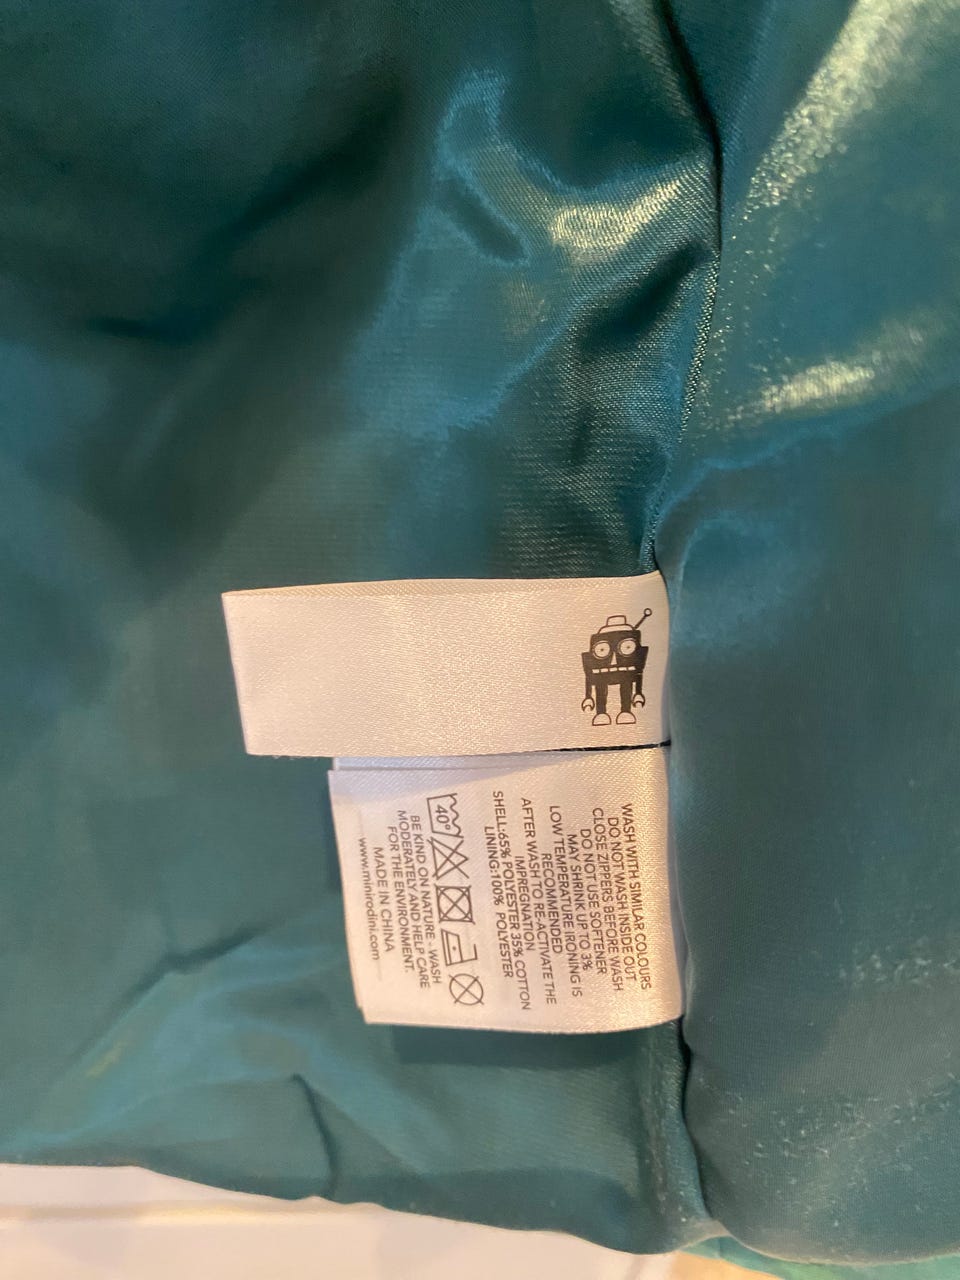 WASH WITH SIMILAR COLOURS
DO NOT WASH INSIDE OUT
CLOSE ZIPPERS BEFORE WASH
DO NOT USE SOFTENER
MAY SHRINK UP TO 3%
LOW TEMPERATURE IRONING IS
RECOMMENDED
AFTER WASH TO RE-ACTIVATE THE
IMPREGNATION
SHELL:65% POLYESTER 35% COTTON
LINING:100% POLYESTER
40°
BE KIND ON NATURE - WASH
MODERATELY AND HELP CARE
FOR THE ENVIRONMENT.
MADE IN CHINA
www.minirodini.com